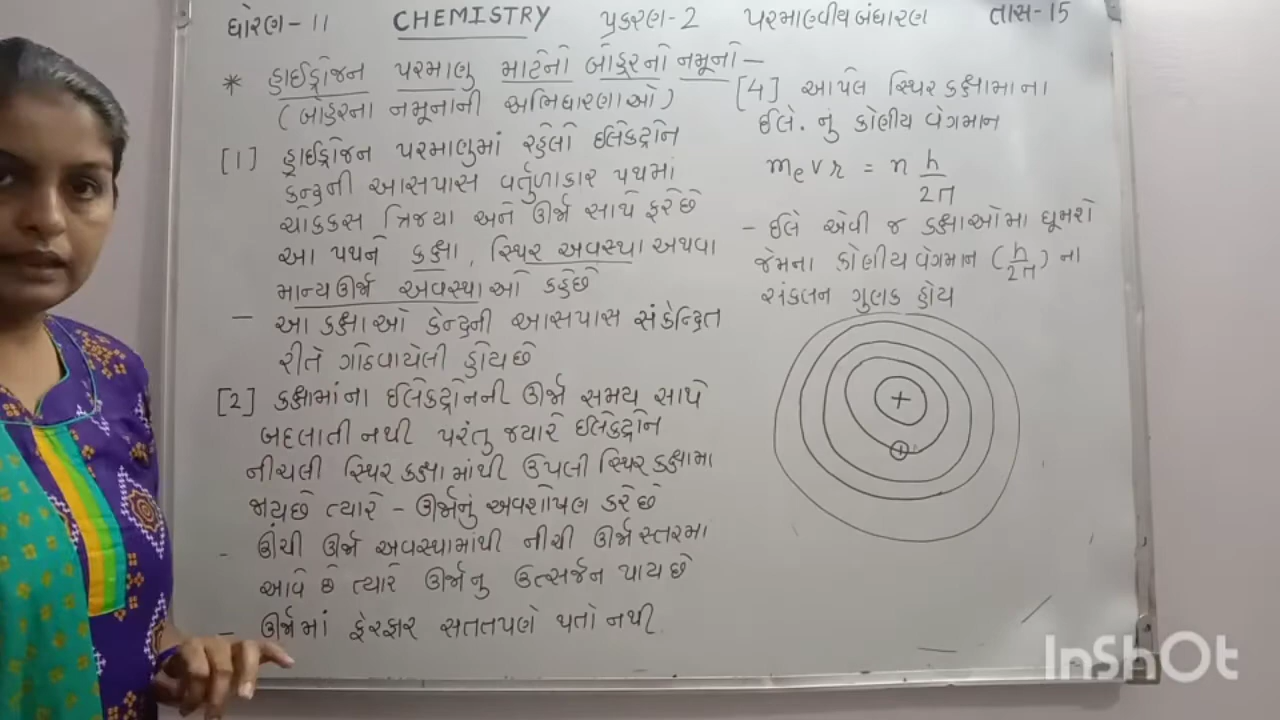 ધોરણ - 11 CHEMISTRY પ્રકરણ-2 પરમાણ્વીય બંધારણ તાસ-15
* હાઈડ્રોજન પરમાણુ માટેનો બોહરનો નમૂનો -
(બોહરના નમૂનાની અભિધારણાઓ)
[1] હાઈડ્રોજન પરમાણુમાં રહેલો ઈલેક્ટ્રોન
કેન્દ્રની આસપાસ વર્તુળાકાર પથમાં
ચોક્કસ ત્રિજ્યા અને ઊર્જા સાથે ફરે છે
આ પથને કક્ષા, સ્થિર અવસ્થા અથવા
માન્ય ઊર્જા અવસ્થાઓ કહે છે
- આ કક્ષાઓ કેન્દ્રની આસપાસ સંકેન્દ્રિત
રીતે ગોઠવાયેલી હોય છે
[2] કક્ષામાંના ઈલેક્ટ્રોનની ઊર્જા સમય સાથે
બદલાતી નથી પરંતુ જ્યારે ઈલેક્ટ્રોન
નીચલી સ્થિર કક્ષામાંથી ઉપલી સ્થિર કક્ષામા
જાય છે ત્યારે - ઊર્જાનું અવશોષણ કરે છે
- ઊંચી ઊર્જા અવસ્થામાંથી નીચી ઊર્જા સ્તરમા
આવે છે ત્યારે ઊર્જાનુ ઉત્સર્જન થાય છે
- ઊર્જામાં ફેરફાર સતતપણે થતો નથી.
[4] આપેલ સ્થિર કક્ષામાના
ઈલે. નું કોણીય વેગમાન
mₑvr = n h/2π
- ઈલે એવી જ કક્ષાઓમા ઘૂમશે
જેમના કોણીય વેગમાન (h/2π) ના
સંકલન ગુણક હોય
+
+
InShOt